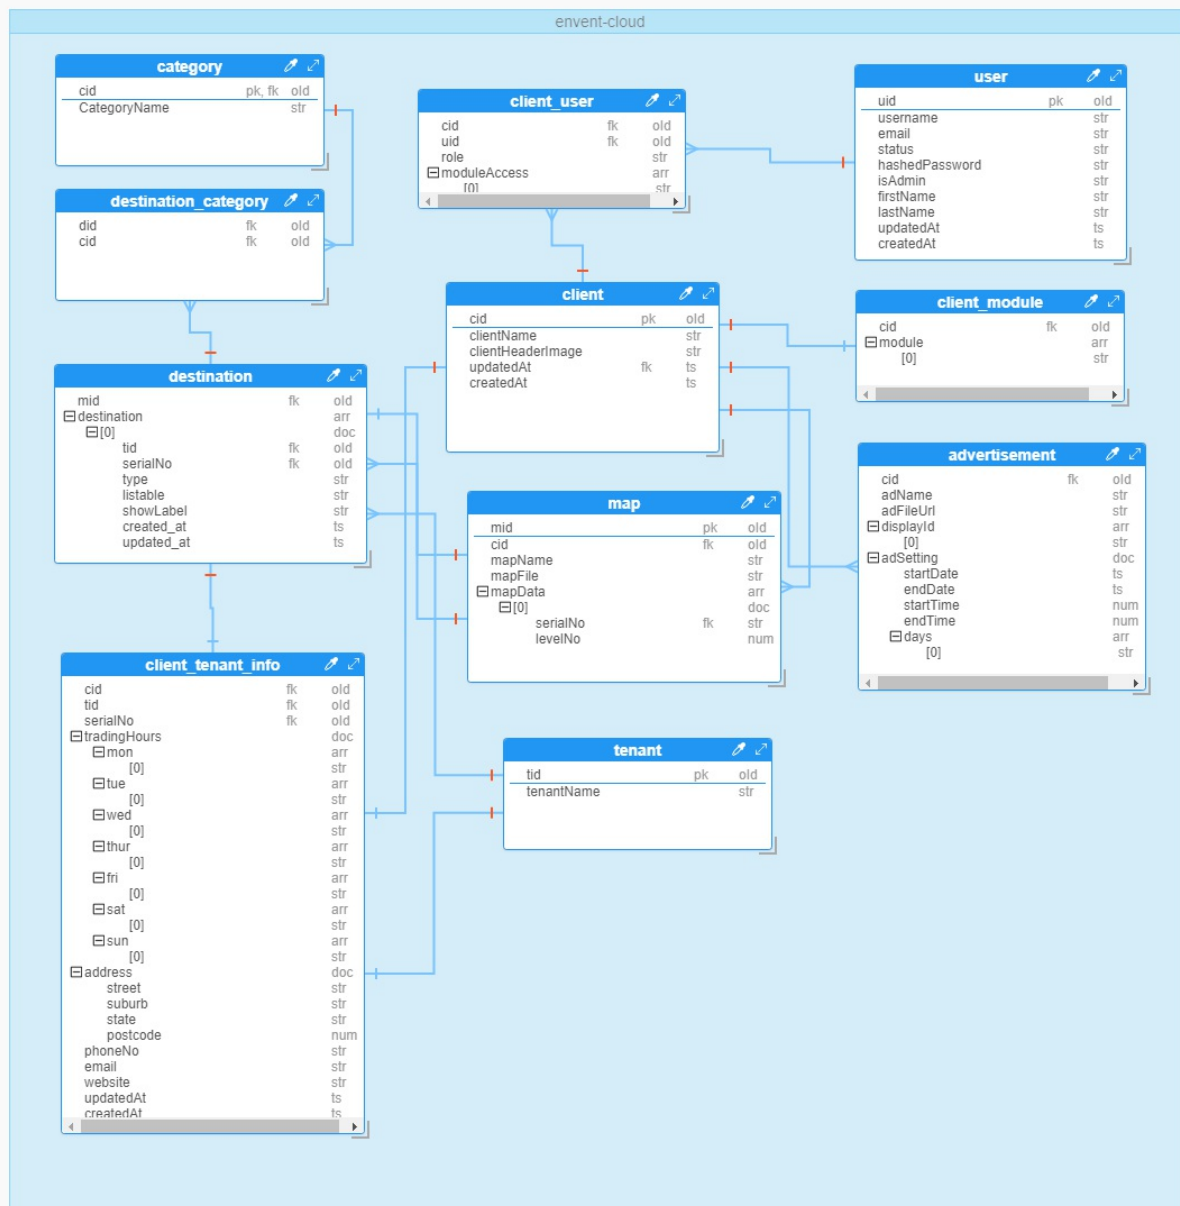 envent-cloud
category
cid pk, fk old
CategoryName str
client_user
cid fk old
uid fk old
role str
moduleAccess arr
[0] str
user
uid pk old
username str
email str
status str
hashedPassword str
isAdmin str
firstName str
lastName str
updatedAt ts
createdAt ts
destination_category
did fk old
cid fk old
client
cid pk old
clientName str
clientHeaderImage str
updatedAt fk ts
createdAt ts
client_module
cid fk old
module arr
[0] str
destination
mid fk old
destination arr
[0] doc
tid fk old
serialNo fk old
type str
listable str
showLabel str
created_at ts
updated_at ts
map
mid pk old
cid fk old
mapName str
mapFile str
mapData arr
[0] doc
serialNo fk str
levelNo num
advertisement
cid fk old
adName str
adFileUrl str
displayId arr
[0] str
adSetting doc
startDate ts
endDate ts
startTime num
endTime num
days arr
[0] str
client_tenant_info
cid fk old
tid fk old
serialNo fk old
tradingHours doc
mon arr
[0] str
tue arr
[0] str
wed arr
[0] str
thur arr
[0] str
fri arr
[0] str
sat arr
[0] str
sun arr
[0] str
address doc
street str
suburb str
state str
postcode num
phoneNo str
email str
website str
updatedAt ts
createdAt ts
tenant
tid pk old
tenantName str